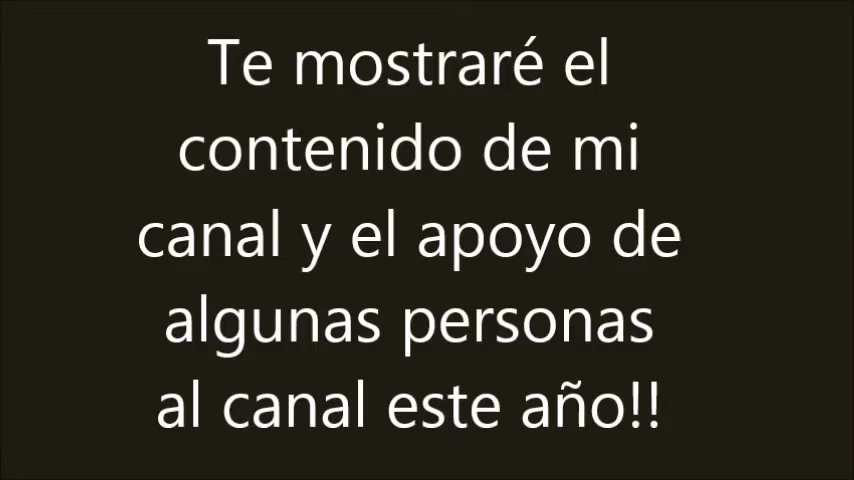 Te mostraré el
contenido de mi
canal y el apoyo de
algunas personas
al canal este año!!